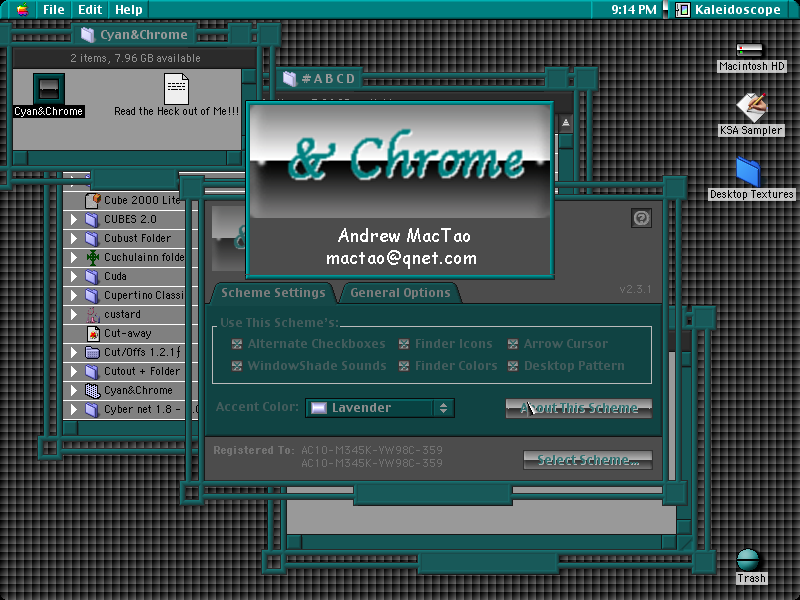 File Edit Help
9:14 PM Kaleidoscope
Cyan&Chrome
2 items, 7.96 GB available
Cyan&Chrome
Read the Heck out of Me!!!
#ABCD
Macintosh HD
KSA Sampler
Desktop Textures
& Chrome
Andrew MacTao
mactao@qnet.com
Cube 2000 Lite
CUBES 2.0
Cubust Folder
Cuchulainn folde
Cuda
Cupertino Classi
custard
Cut-away
Cut/Offs 1.2.1f
Cutout + Folder
Cyan&Chrome
Cyber net 1.8 -
v2.3.1
Scheme Settings
General Options
Use This Scheme's:
Alternate Checkboxes
Finder Icons
Arrow Cursor
WindowShade Sounds
Finder Colors
Desktop Pattern
Accent Color:
Lavender
About This Scheme
Registered To: AC10-M345K-YW98C-359
AC10-M345K-YW98C-359
Select Scheme...
Trash